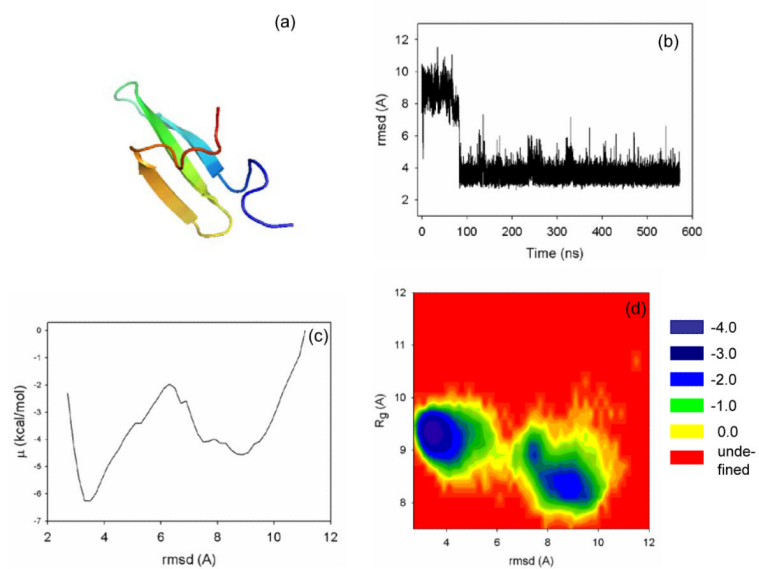 (a)
(b)
12
10
8
6
4
2
rmsd (A)
0 100 200 300 400 500 600
Time (ns)
(c)
0
-1
-2
-3
-4
-5
-6
-7
μ (kcal/mol)
2 4 6 8 10 12
rmsd (A)
(d)
12
11
10
9
8
Rg (A)
4 6 8 10 12
rmsd (A)
-4.0
-3.0
-2.0
-1.0
0.0
unde-
fined